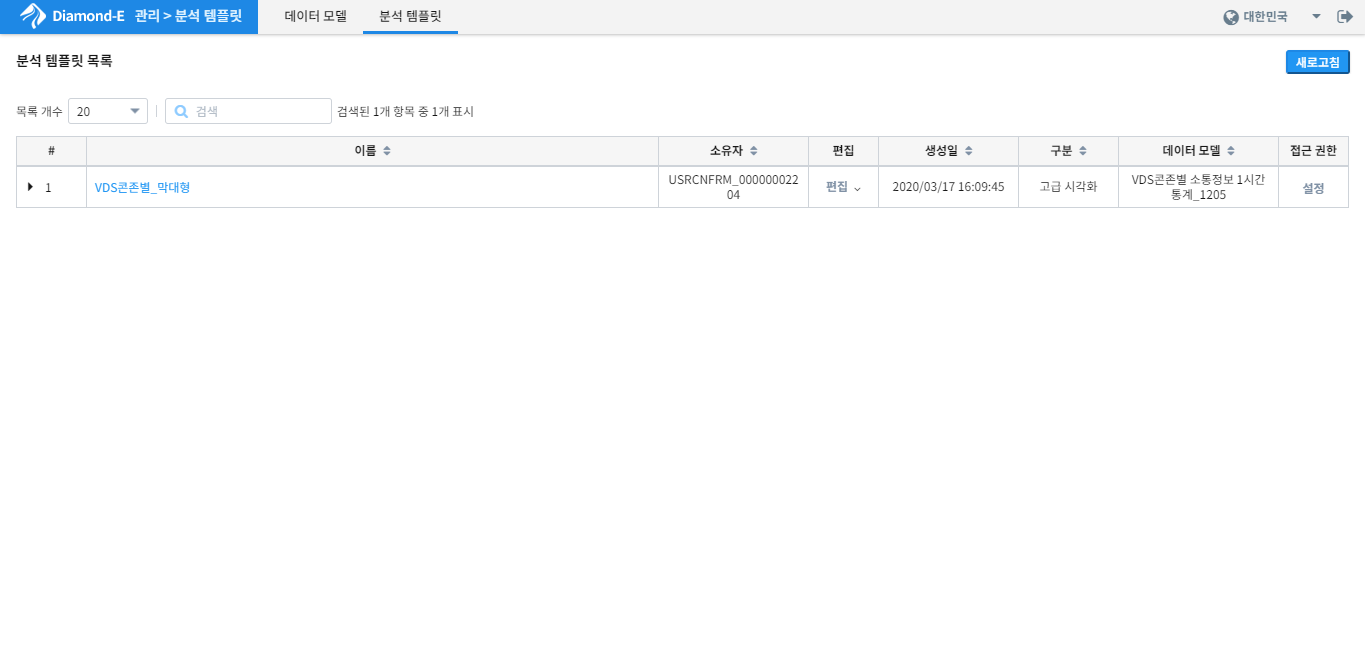 Diamond-E 관리 > 분석 템플릿 데이터 모델 분석 템플릿 대한민국
분석 템플릿 목록 새로고침
목록 개수 20 검색 검색된 1개 항목 중 1개 표시
# 이름 소유자 편집 생성일 구분 데이터 모델 접근 권한
1 VDS콘존별_막대형 USRCNFRM_000000022 편집 2020/03/17 16:09:45 고급 시각화 VDS콘존별 소통정보 1시간 설정
04 통계_1205